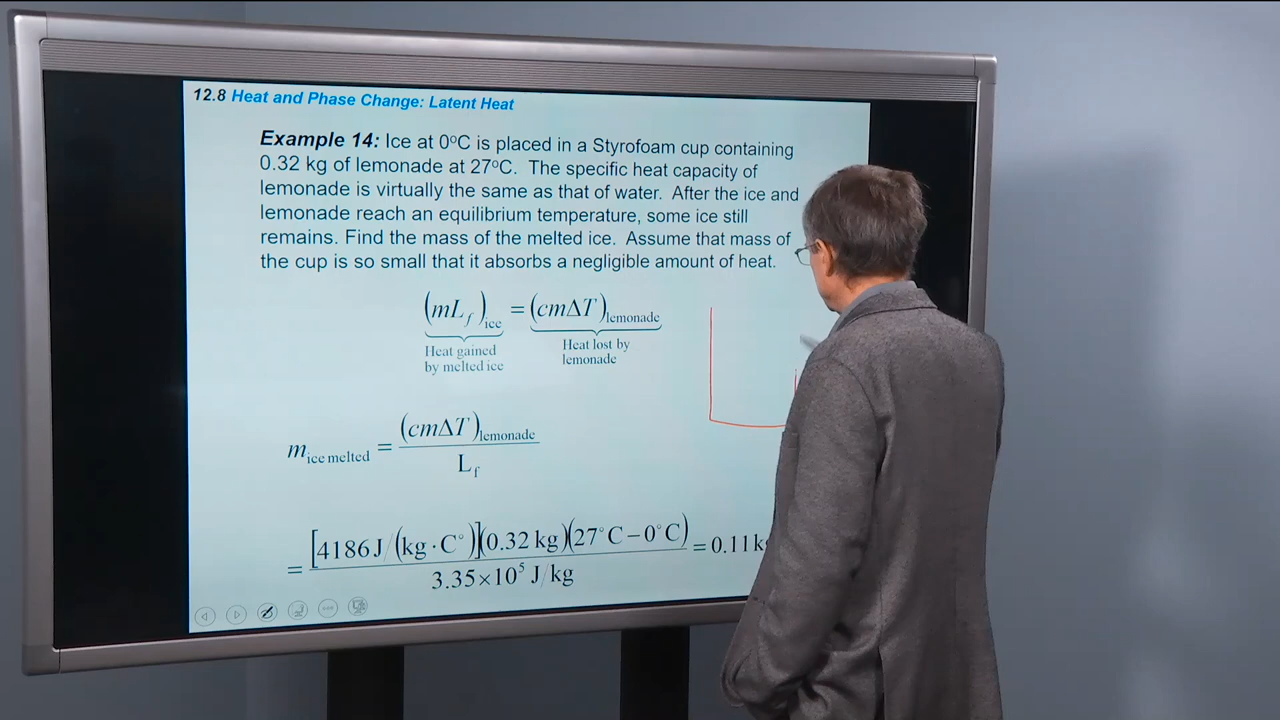 12.8 Heat and Phase Change: Latent Heat
Example 14: Ice at 0°C is placed in a Styrofoam cup containing
0.32 kg of lemonade at 27°C. The specific heat capacity of
lemonade is virtually the same as that of water. After the ice and
lemonade reach an equilibrium temperature, some ice still
remains. Find the mass of the melted ice. Assume that mass of
the cup is so small that it absorbs a negligible amount of heat.
(mL_f)_ice = (cmΔT)_lemonade
Heat gained by melted ice
Heat lost by lemonade
m_ice melted = (cmΔT)_lemonade / L_f
= [4186 J/(kg·C°)](0.32 kg)(27°C−0°C) / 3.35×10⁵ J/kg = 0.11